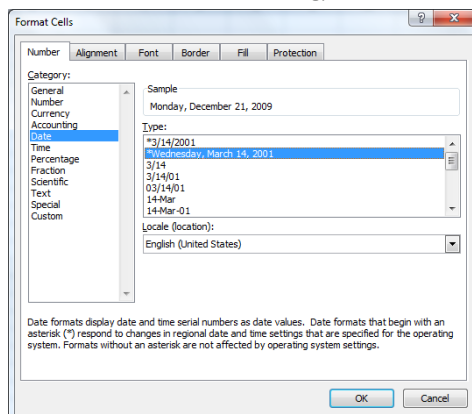 Format Cells
Number Alignment Font Border Fill Protection
Category:
General
Number
Currency
Accounting
Date
Time
Percentage
Fraction
Scientific
Text
Special
Custom
Sample
Monday, December 21, 2009
Type:
*3/14/2001
*Wednesday, March 14, 2001
3/14
3/14/01
03/14/01
14-Mar
14-Mar-01
Locale (location):
English (United States)
Date formats display date and time serial numbers as date values. Date formats that begin with an
asterisk (*) respond to changes in regional date and time settings that are specified for the operating
system. Formats without an asterisk are not affected by operating system settings.
OK Cancel